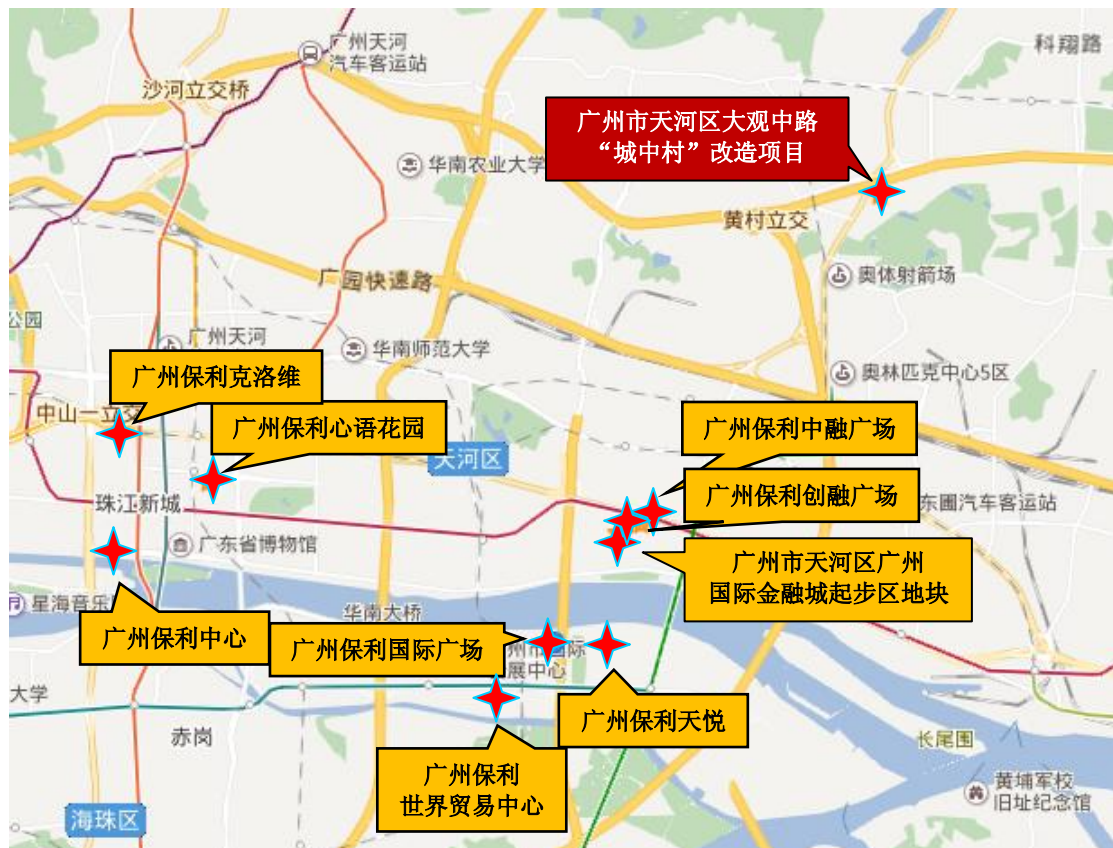 广州天河
汽车客运站
科翔路
沙河立交桥
广州市天河区大观中路
“城中村”改造项目
华南农业大学
黄村立交
广园快速路
奥体射箭场
公园
广州天河
华南师范大学
奥林匹克中心5区
广州保利克洛维
中山一立交
广州保利心语花园
广州保利中融广场
天河区
广州保利创融广场
珠江新城
东圃汽车客运站
广东省博物馆
广州市天河区广州
国际金融城起步区地块
星海音乐
华南大桥
广州保利中心
广州保利国际广场
州市国际
展中心
大学
广州保利天悦
赤岗
长尾围
广州保利
世界贸易中心
黄埔军校
旧址纪念馆
海珠区